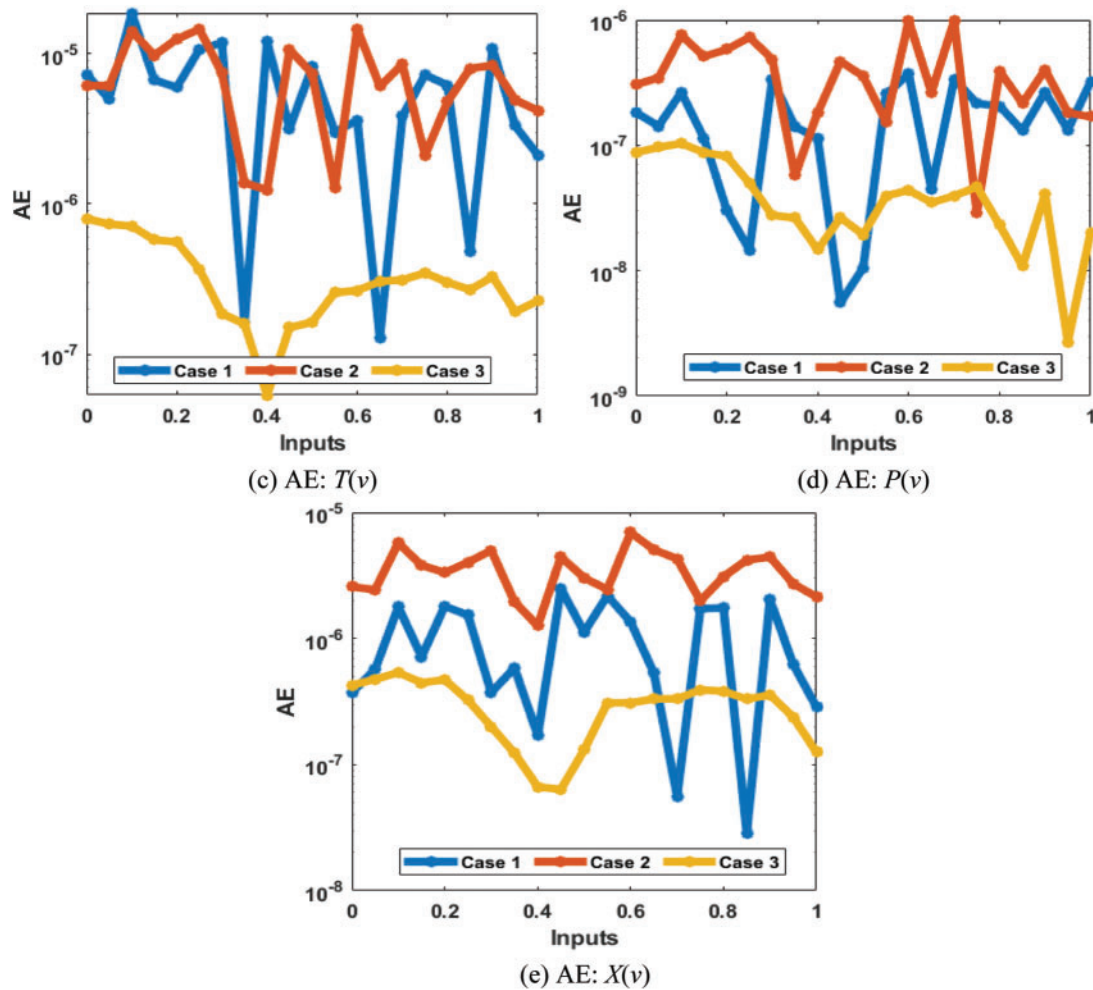 10^-5
10^-6
10^-7
AE
Case 1 Case 2 Case 3
0 0.2 0.4 0.6 0.8 1
Inputs
(c) AE: T(v)
10^-6
10^-7
10^-8
10^-9
AE
Case 1 Case 2 Case 3
0 0.2 0.4 0.6 0.8 1
Inputs
(d) AE: P(v)
10^-5
10^-6
10^-7
10^-8
AE
Case 1 Case 2 Case 3
0 0.2 0.4 0.6 0.8 1
Inputs
(e) AE: X(v)